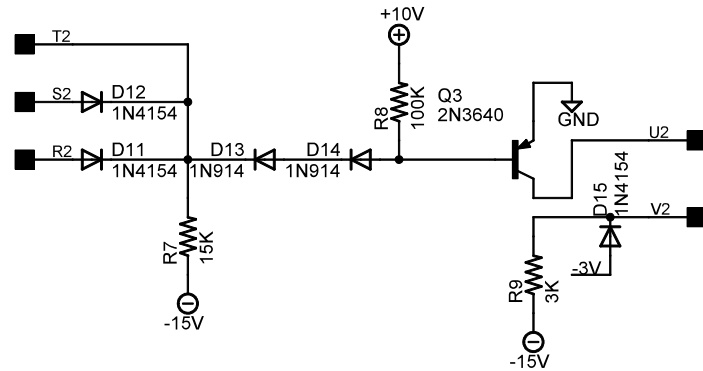 T2
+10V
S2
D12
1N4154
R8
100K
Q3
2N3640
GND
U2
R2
D11
1N4154
D13
1N914
D14
1N914
D15
1N4154
V2
R7
15K
-3V
R9
3K
-15V
-15V